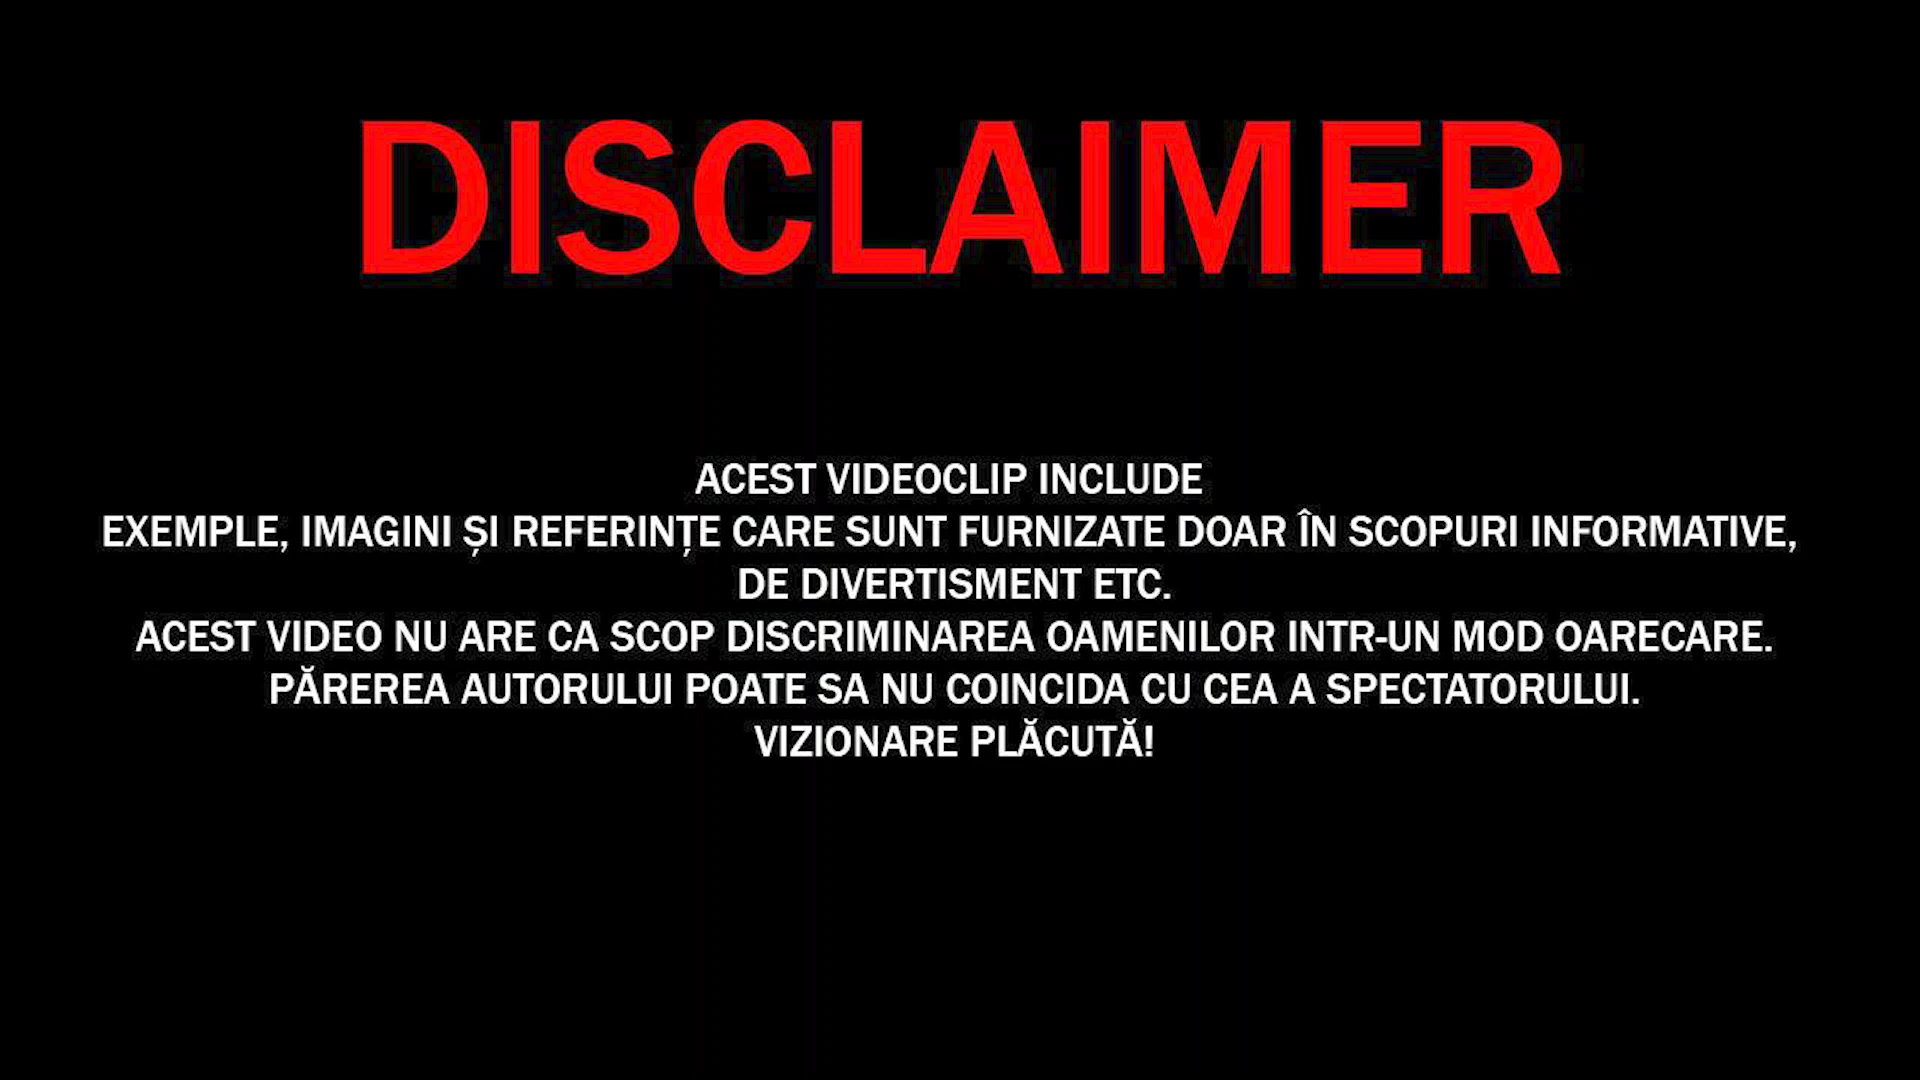 DISCLAIMER
ACEST VIDEOCLIP INCLUDE
EXEMPLE, IMAGINI ȘI REFERINȚE CARE SUNT FURNIZATE DOAR ÎN SCOPURI INFORMATIVE,
DE DIVERTISMENT ETC.
ACEST VIDEO NU ARE CA SCOP DISCRIMINAREA OAMENILOR INTR-UN MOD OARECARE.
PĂREREA AUTORULUI POATE SA NU COINCIDA CU CEA A SPECTATORULUI.
VIZIONARE PLĂCUTĂ!